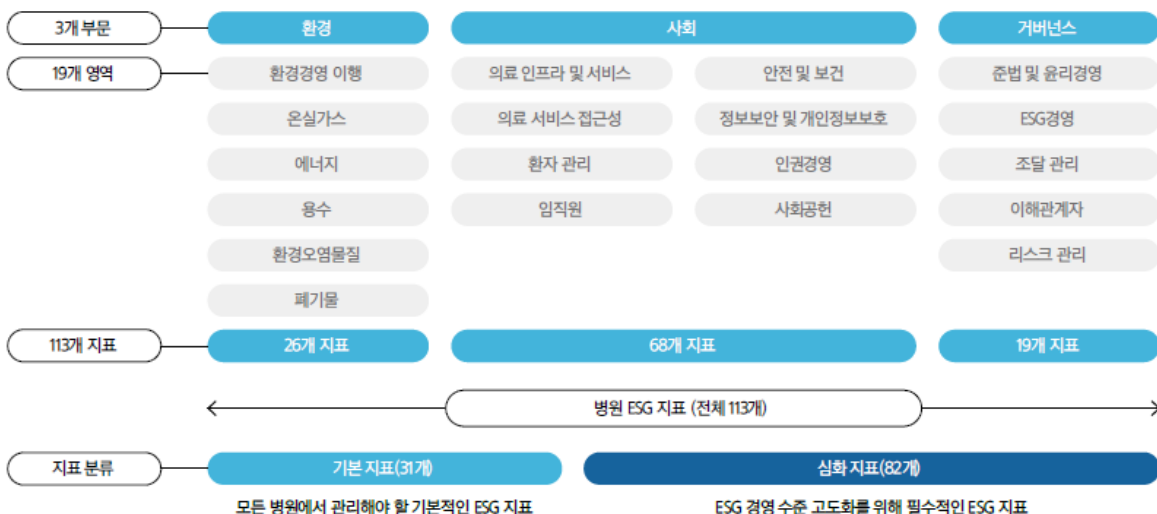 3개 부문 환경 사회 거버넌스
19개 영역 환경경영 이행 의료 인프라 및 서비스 안전 및 보건 준법 및 윤리경영
온실가스 의료 서비스 접근성 정보보안 및 개인정보보호 ESG경영
에너지 환자 관리 인권경영 조달 관리
용수 임직원 사회공헌 이해관계자
환경오염물질 리스크 관리
폐기물
113개 지표 26개 지표 68개 지표 19개 지표
병원 ESG 지표 (전체 113개)
지표 분류 기본 지표(31개) 심화 지표(82개)
모든 병원에서 관리해야 할 기본적인 ESG 지표 ESG 경영 수준 고도화를 위해 필수적인 ESG 지표